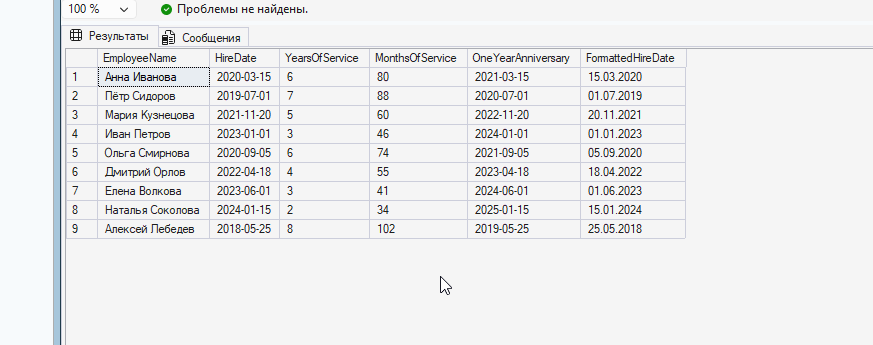 100 %
Проблемы не найдены.
Результаты Сообщения
EmployeeName HireDate YearsOfService MonthsOfService OneYearAnniversary FormattedHireDate
1 Анна Иванова 2020-03-15 6 80 2021-03-15 15.03.2020
2 Пётр Сидоров 2019-07-01 7 88 2020-07-01 01.07.2019
3 Мария Кузнецова 2021-11-20 5 60 2022-11-20 20.11.2021
4 Иван Петров 2023-01-01 3 46 2024-01-01 01.01.2023
5 Ольга Смирнова 2020-09-05 6 74 2021-09-05 05.09.2020
6 Дмитрий Орлов 2022-04-18 4 55 2023-04-18 18.04.2022
7 Елена Волкова 2023-06-01 3 41 2024-06-01 01.06.2023
8 Наталья Соколова 2024-01-15 2 34 2025-01-15 15.01.2024
9 Алексей Лебедев 2018-05-25 8 102 2019-05-25 25.05.2018